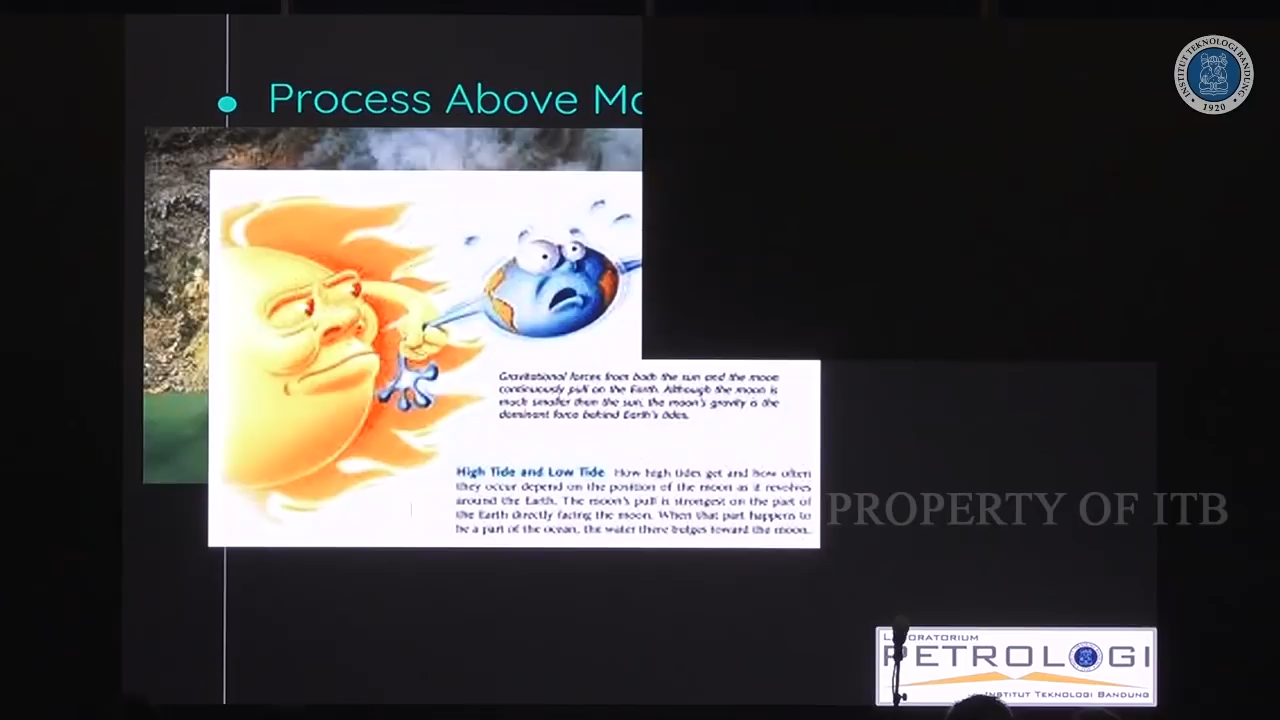 INSTITUT TEKNOLOGI BANDUNG
1920
Process Above
Gravitational forces from both the sun and the moon
continuously pull on the Earth. Although the moon is
much smaller than the sun, the moon's gravity is the
dominant force behind Earth's tides.
High Tide and Low Tide How high tides get and how often
they occur depend on the position of the moon as it revolves
around the Earth. The moon's pull is strongest on the part of
the Earth directly facing the moon. When that part happens to
be a part of the ocean, the water there bulges toward the moon.
PROPERTY OF ITB
LABORATORIUM
PETROLOGI
INSTITUT TEKNOLOGI BANDUNG